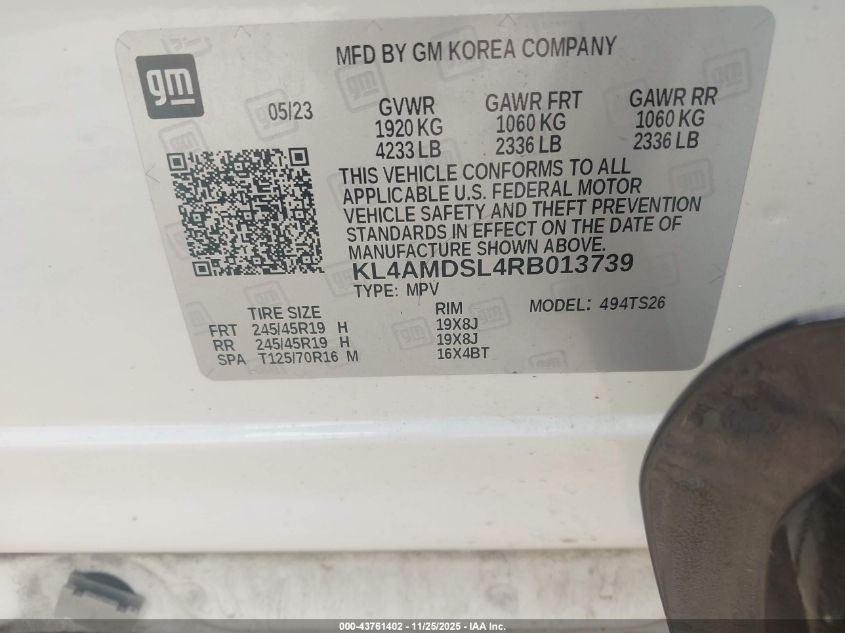 gm
MFD BY GM KOREA COMPANY
05/23
GVWR GAWR FRT GAWR RR
1920 KG 1060 KG 1060 KG
4233 LB 2336 LB 2336 LB
THIS VEHICLE CONFORMS TO ALL
APPLICABLE U.S. FEDERAL MOTOR
VEHICLE SAFETY AND THEFT PREVENTION
STANDARDS IN EFFECT ON THE DATE OF
MANUFACTURE SHOWN ABOVE.
KL4AMDSL4RB013739
TYPE: MPV
MODEL: 494TS26
TIRE SIZE RIM
FRT 245/45R19 H 19X8J
RR 245/45R19 H 19X8J
SPA T125/70R16 M 16X4BT
000-43761402 - 11/25/2025 - IAA Inc.